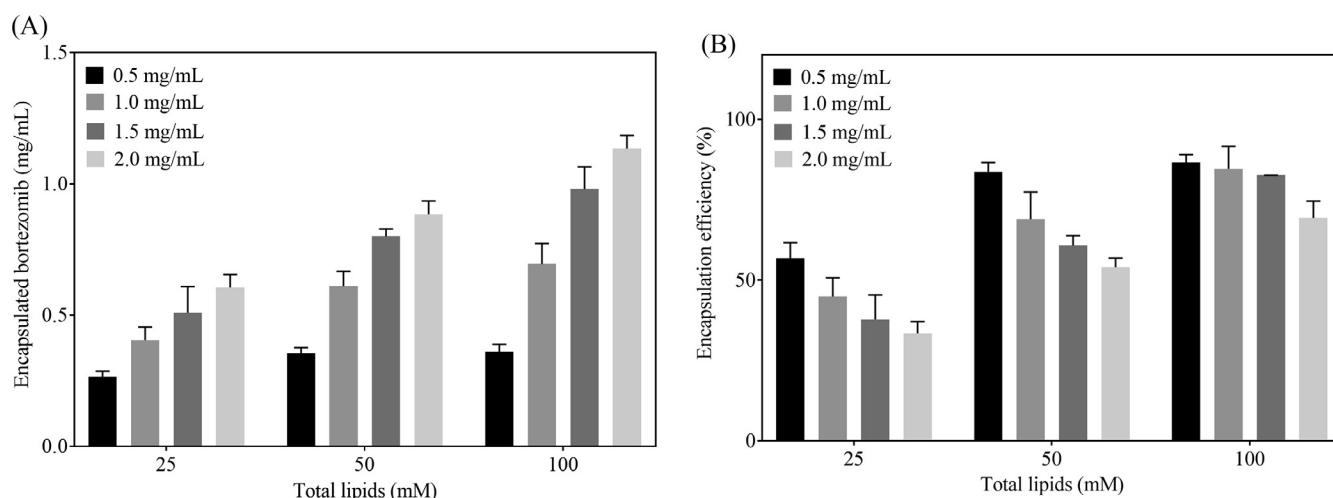 (A)
1.5
1.0
0.5
0.0
Encapsulated bortezomib (mg/mL)
0.5 mg/mL
1.0 mg/mL
1.5 mg/mL
2.0 mg/mL
25
50
100
Total lipids (mM)
(B)
100
50
0
Encapsulation efficiency (%)
0.5 mg/mL
1.0 mg/mL
1.5 mg/mL
2.0 mg/mL
25
50
100
Total lipids (mM)